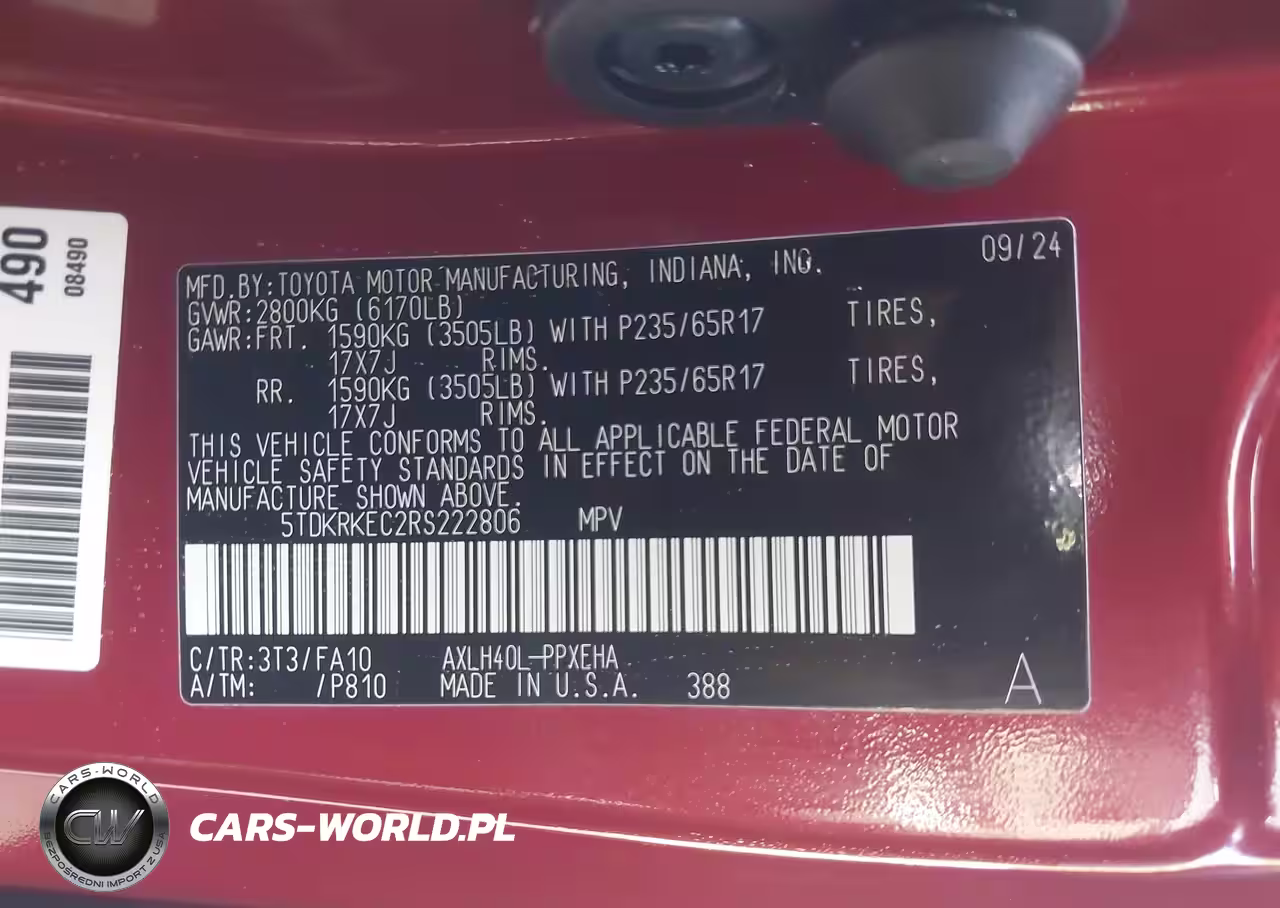 490
08490
09/24
MFD.BY:TOYOTA MOTOR MANUFACTURING, INDIANA, INC.
GVWR:2800KG (6170LB)
GAWR:FRT. 1590KG (3505LB) WITH P235/65R17 TIRES,
17X7J RIMS.
RR. 1590KG (3505LB) WITH P235/65R17 TIRES,
17X7J RIMS.
THIS VEHICLE CONFORMS TO ALL APPLICABLE FEDERAL MOTOR
VEHICLE SAFETY STANDARDS IN EFFECT ON THE DATE OF
MANUFACTURE SHOWN ABOVE.
5TDKRKEC2RS222806 MPV
C/TR:3T3/FA10 AXLH40L-PPXEHA
A/TM: /P810 MADE IN U.S.A. 388
A
CARS-WORLD
CW
BEZPOŚREDNI IMPORT Z USA
CARS-WORLD.PL